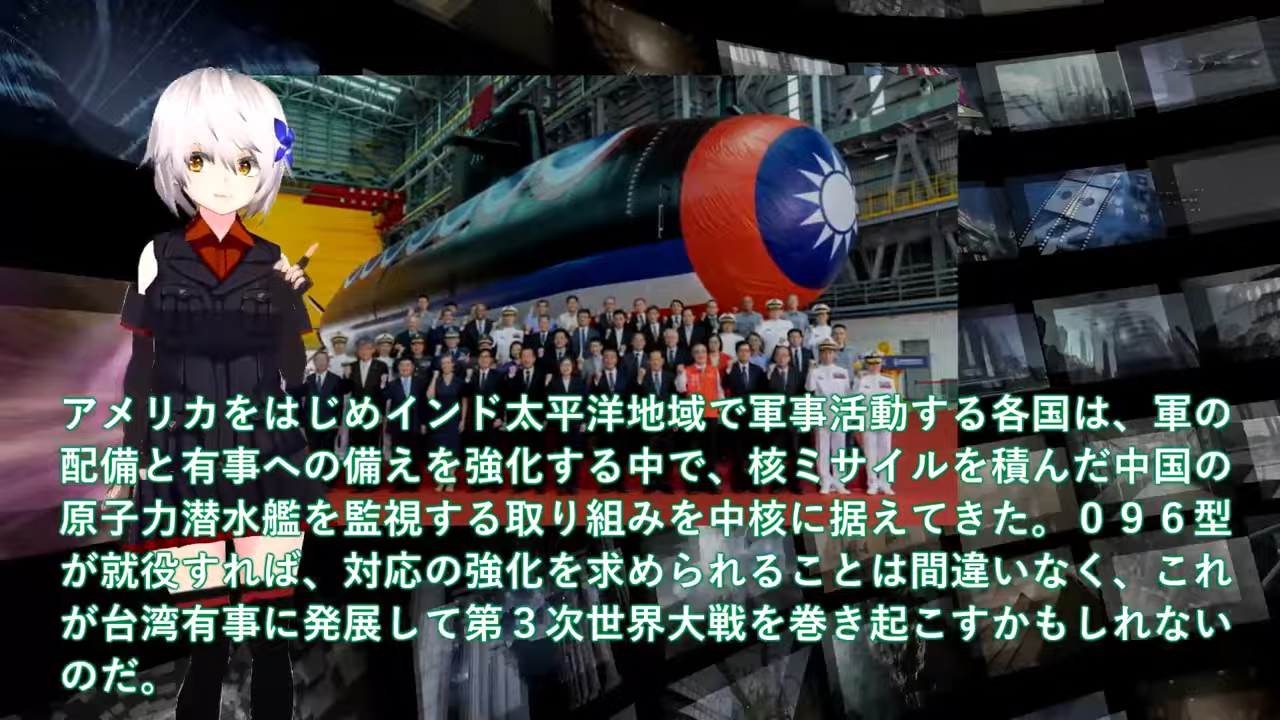 アメリカをはじめインド太平洋地域で軍事活動する各国は、軍の
配備と有事への備えを強化する中で、核ミサイルを積んだ中国の
原子力潜水艦を監視する取り組みを中核に据えてきた。０９６型
が就役すれば、対応の強化を求められることは間違いなく、これ
が台湾有事に発展して第３次世界大戦を巻き起こすかもしれない
のだ。